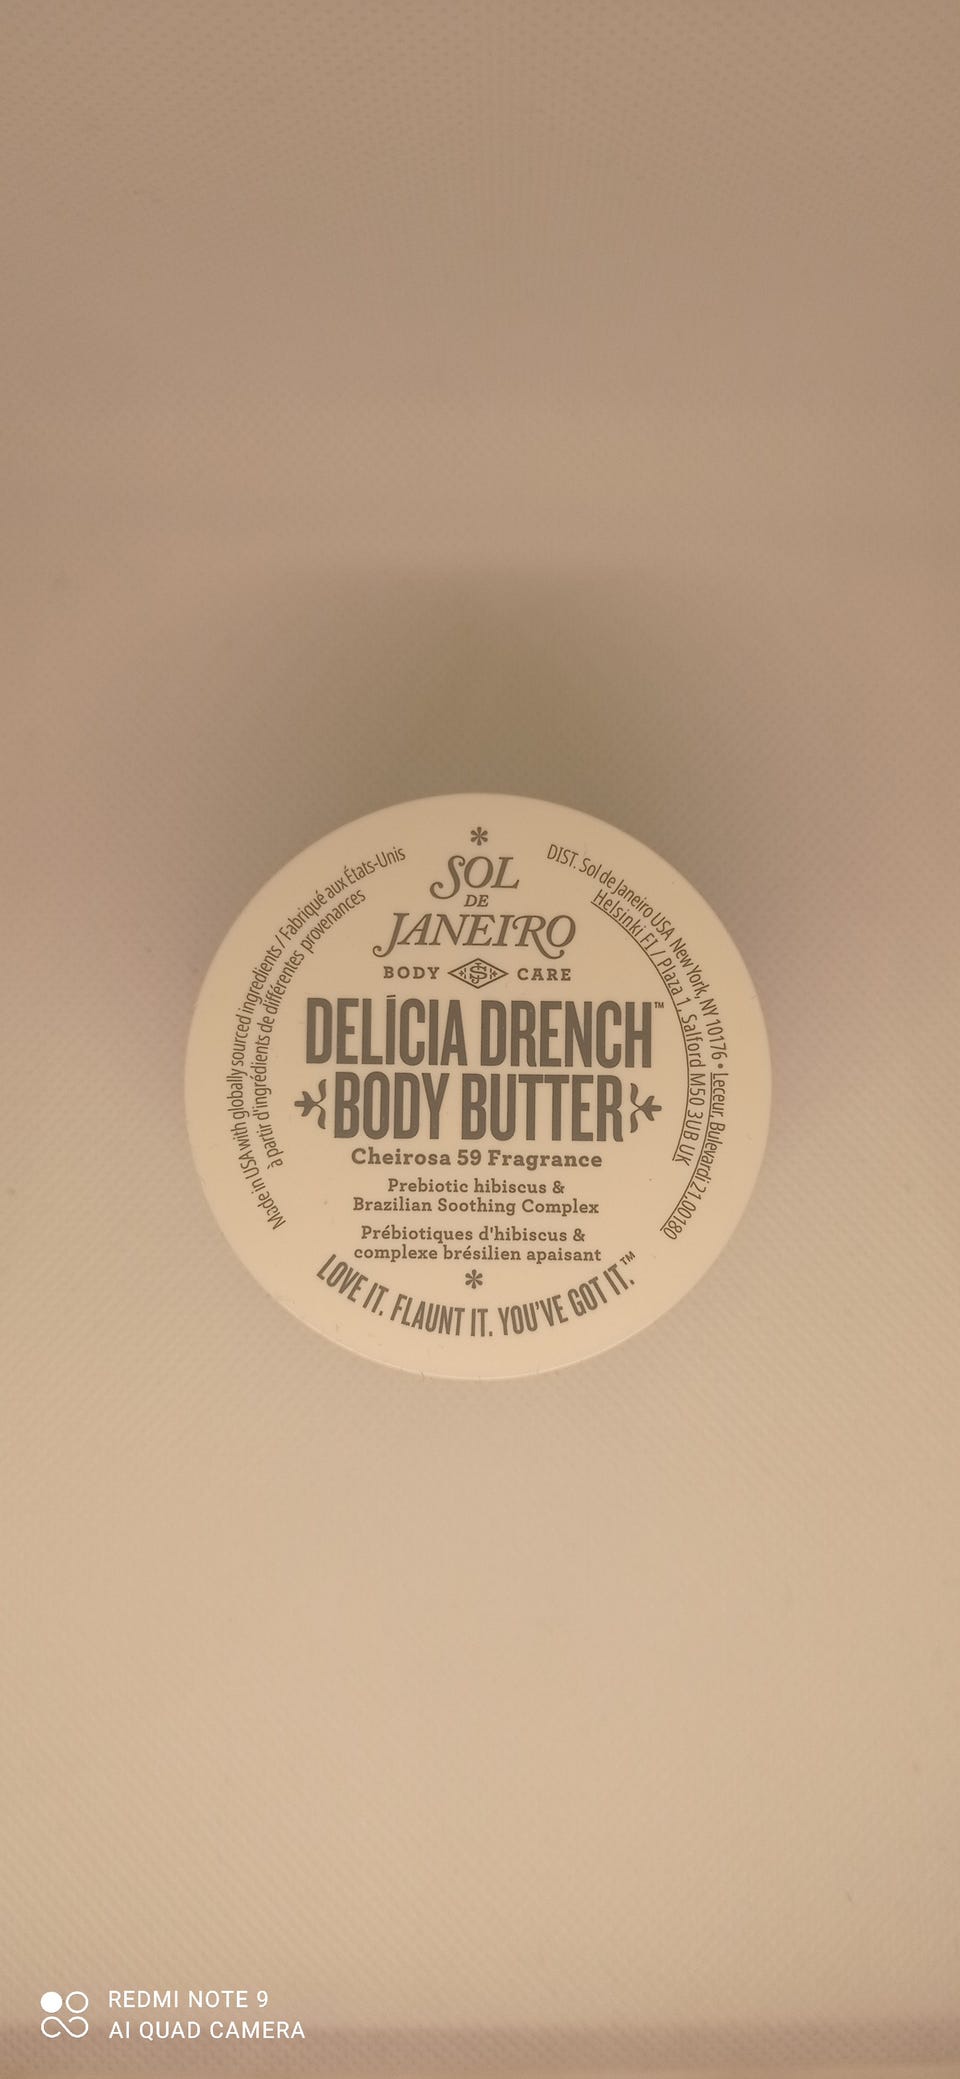 SOL
DE
JANEIRO
BODY CARE
DELÍCIA DRENCH™
BODY BUTTER
Cheirosa 59 Fragrance
Prebiotic hibiscus &
Brazilian Soothing Complex
Prébiotiques d'hibiscus &
complexe brésilien apaisant
LOVE IT. FLAUNT IT. YOU'VE GOT IT.™
Made in USA with globally sourced ingredients / Fabriqué aux États-Unis
à partir d'ingrédients de différentes provenances
DIST. Sol de Janeiro USA New York, NY 10176 • Leceur, Bulevardi 21,00180
Helsinki FI / Plaza 1, Salford M50 3UB UK
REDMI NOTE 9
AI QUAD CAMERA